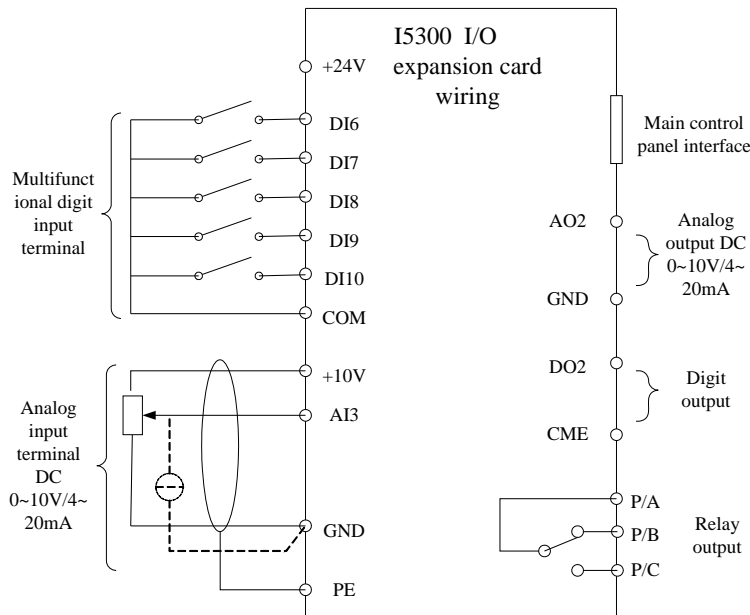 I5300 I/O
expansion card
wiring
+24V
DI6
DI7
DI8
DI9
DI10
COM
Multifunct
ional digit
input
terminal
+10V
AI3
GND
PE
Analog
input
terminal
DC
0~10V/4~
20mA
Main control
panel interface
AO2
GND
Analog
output DC
0~10V/4~
20mA
DO2
CME
Digit
output
P/A
P/B
P/C
Relay
output